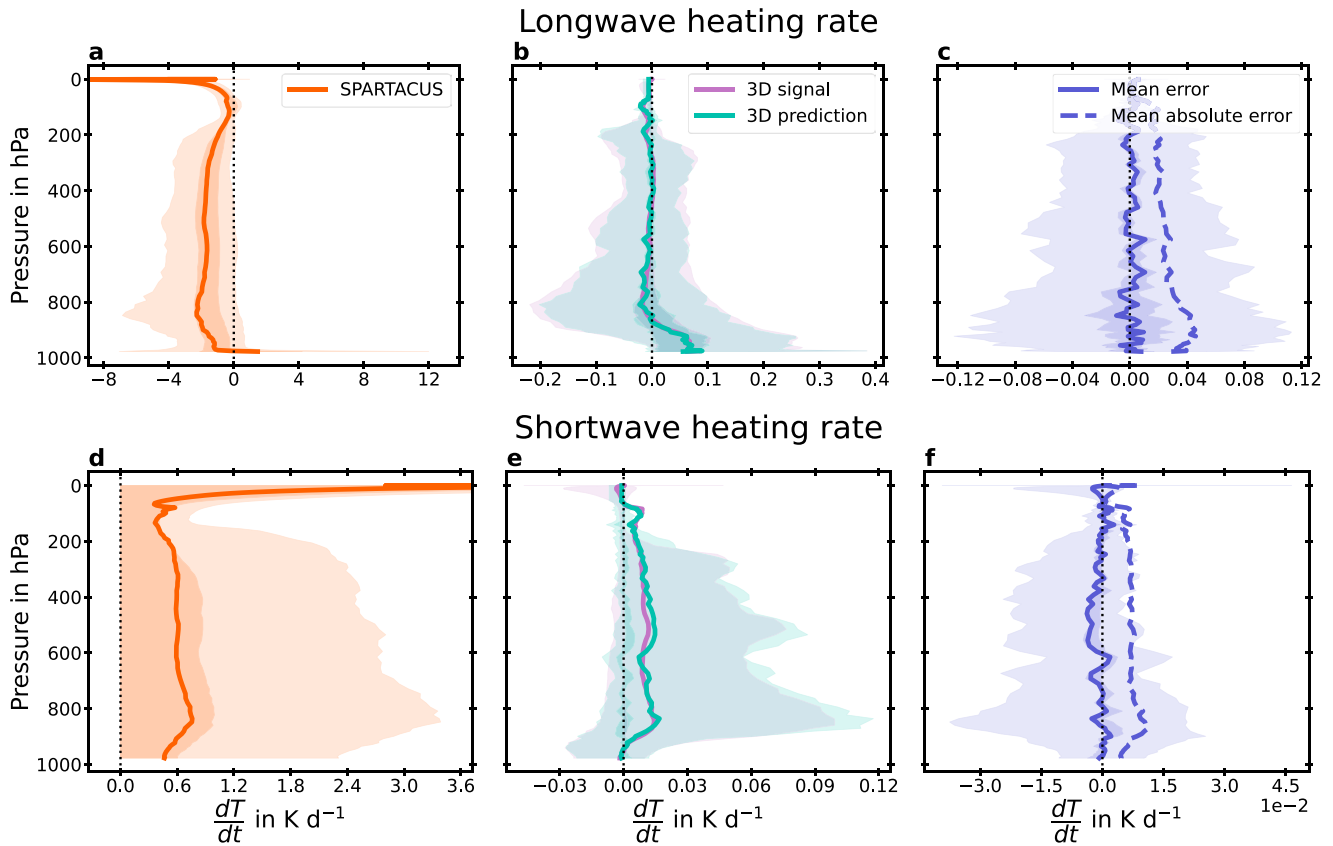 Longwave heating rate
a
b
c
Pressure in hPa
0
200
400
600
800
1000
SPARTACUS
3D signal
3D prediction
Mean error
Mean absolute error
−8 −4 0 4 8 12
−0.2 −0.1 0.0 0.1 0.2 0.3 0.4
−0.12 −0.08 −0.04 0.00 0.04 0.08 0.12
Shortwave heating rate
d
e
f
Pressure in hPa
0
200
400
600
800
1000
0.0 0.6 1.2 1.8 2.4 3.0 3.6
−0.03 0.00 0.03 0.06 0.09 0.12
−3.0 −1.5 0.0 1.5 3.0 4.5
1e−2
dT/dt in K d⁻¹
dT/dt in K d⁻¹
dT/dt in K d⁻¹